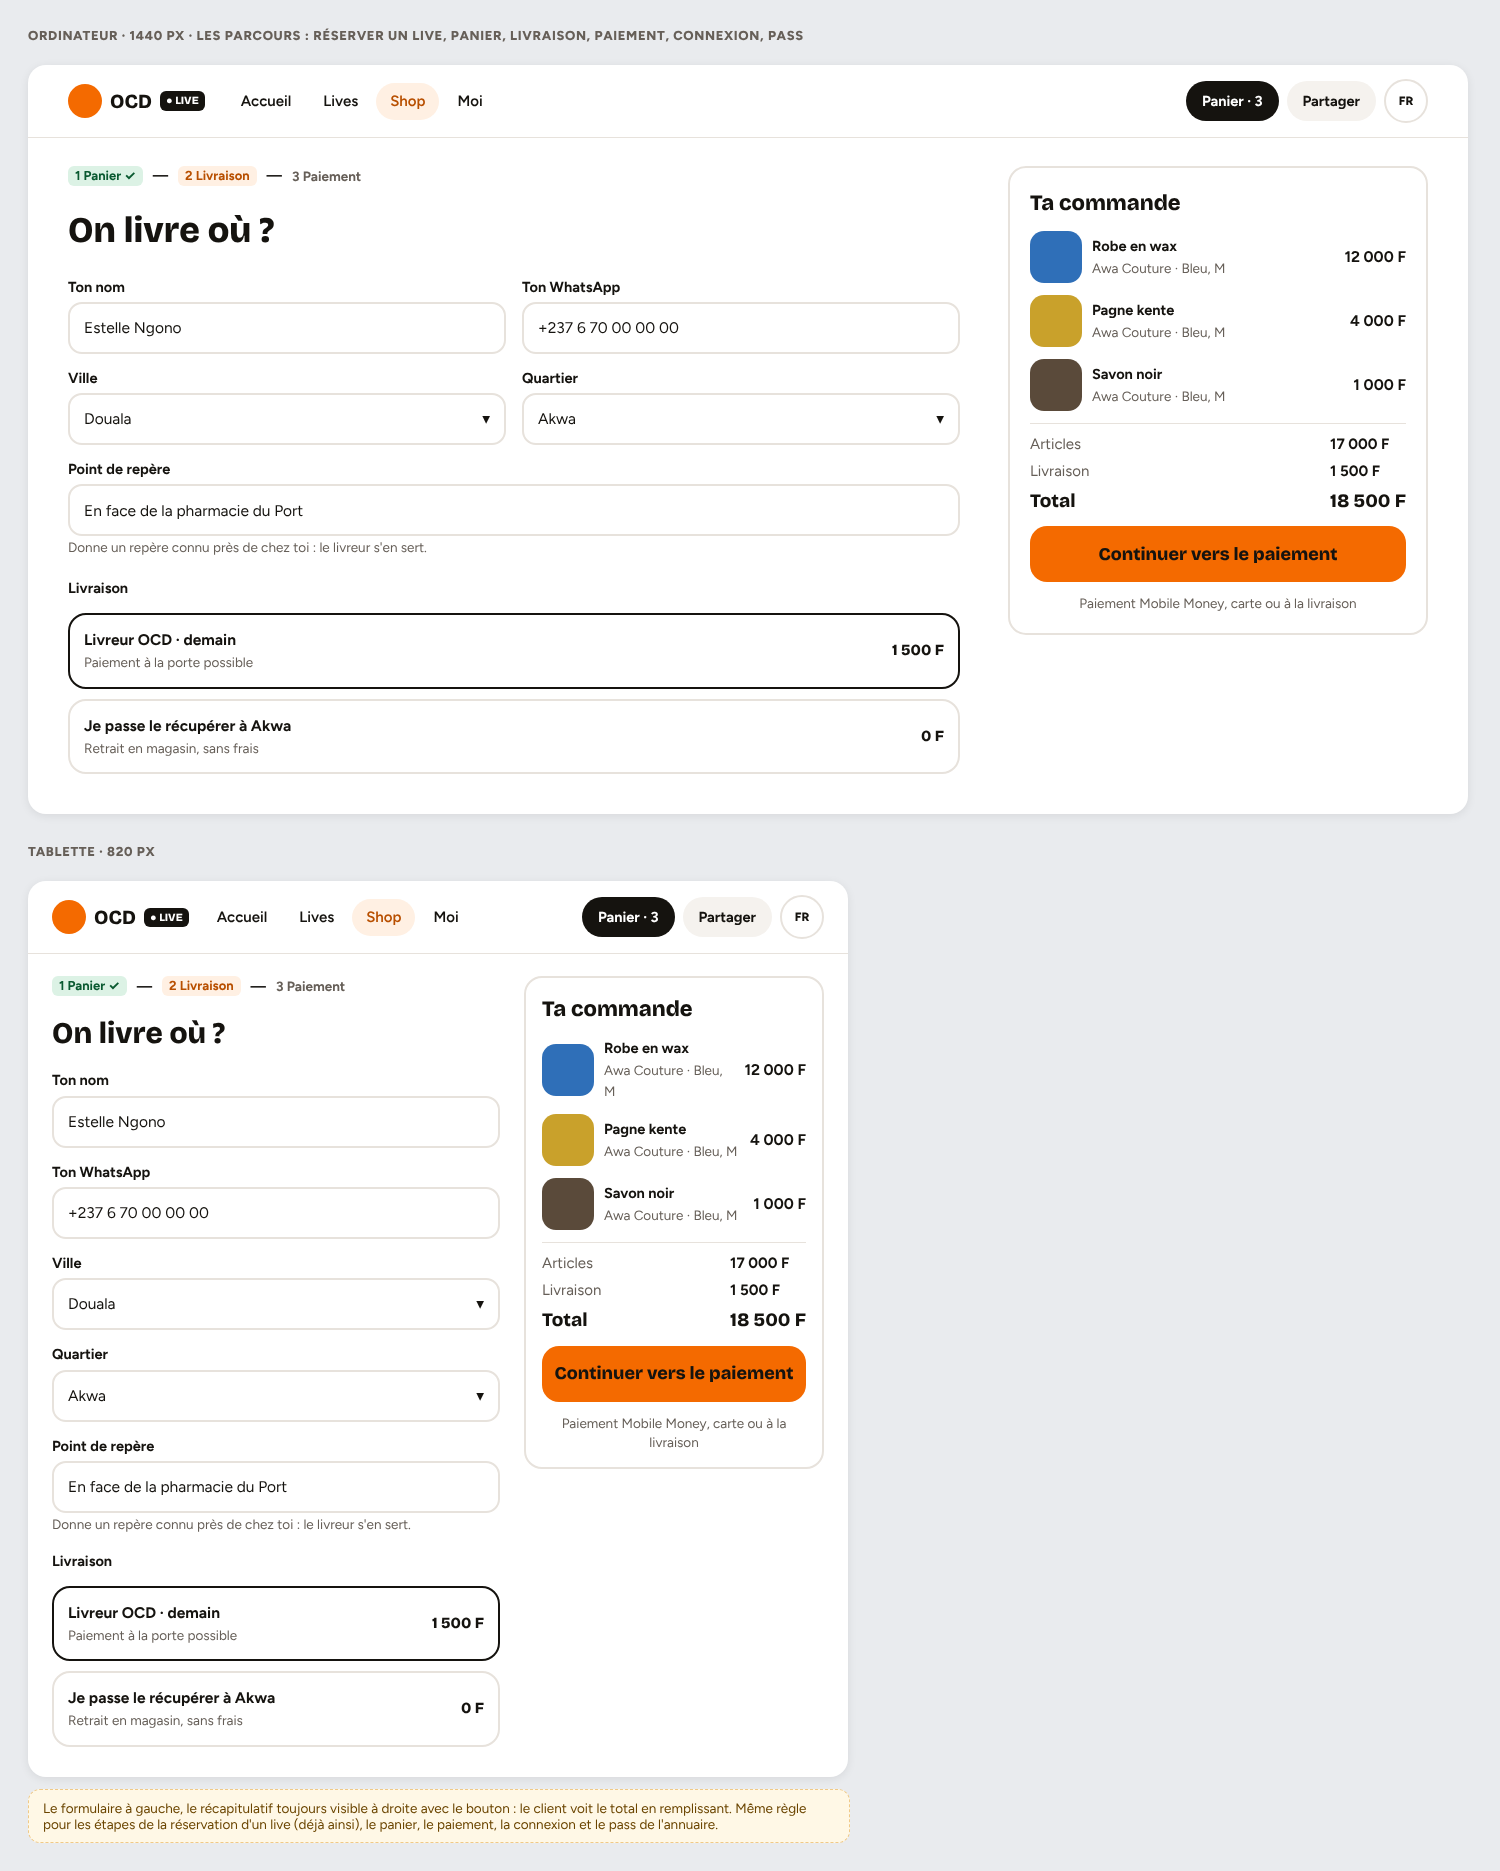 ORDINATEUR · 1440 PX · LES PARCOURS : RÉSERVER UN LIVE, PANIER, LIVRAISON, PAIEMENT, CONNEXION, PASS
OCD • LIVE Accueil Lives Shop Moi Panier · 3 Partager FR
1 Panier ✓ — 2 Livraison — 3 Paiement
On livre où ?
Ton nom Ton WhatsApp
Estelle Ngono +237 6 70 00 00 00
Ville Quartier
Douala ▼ Akwa ▼
Point de repère
En face de la pharmacie du Port
Donne un repère connu près de chez toi : le livreur s'en sert.
Livraison
Livreur OCD · demain
Paiement à la porte possible
1 500 F
Je passe le récupérer à Akwa
Retrait en magasin, sans frais
0 F
Ta commande
Robe en wax
Awa Couture · Bleu, M
12 000 F
Pagne kente
Awa Couture · Bleu, M
4 000 F
Savon noir
Awa Couture · Bleu, M
1 000 F
Articles 17 000 F
Livraison 1 500 F
Total 18 500 F
Continuer vers le paiement
Paiement Mobile Money, carte ou à la livraison
TABLETTE · 820 PX
OCD • LIVE Accueil Lives Shop Moi Panier · 3 Partager FR
1 Panier ✓ — 2 Livraison — 3 Paiement
On livre où ?
Ton nom
Estelle Ngono
Ton WhatsApp
+237 6 70 00 00 00
Ville
Douala ▼
Quartier
Akwa ▼
Point de repère
En face de la pharmacie du Port
Donne un repère connu près de chez toi : le livreur s'en sert.
Livraison
Livreur OCD · demain
Paiement à la porte possible
1 500 F
Je passe le récupérer à Akwa
Retrait en magasin, sans frais
0 F
Ta commande
Robe en wax
Awa Couture · Bleu,
M
12 000 F
Pagne kente
Awa Couture · Bleu, M
4 000 F
Savon noir
Awa Couture · Bleu, M
1 000 F
Articles 17 000 F
Livraison 1 500 F
Total 18 500 F
Continuer vers le paiement
Paiement Mobile Money, carte ou à la
livraison
Le formulaire à gauche, le récapitulatif toujours visible à droite avec le bouton : le client voit le total en remplissant. Même règle
pour les étapes de la réservation d'un live (déjà ainsi), le panier, le paiement, la connexion et le pass de l'annuaire.